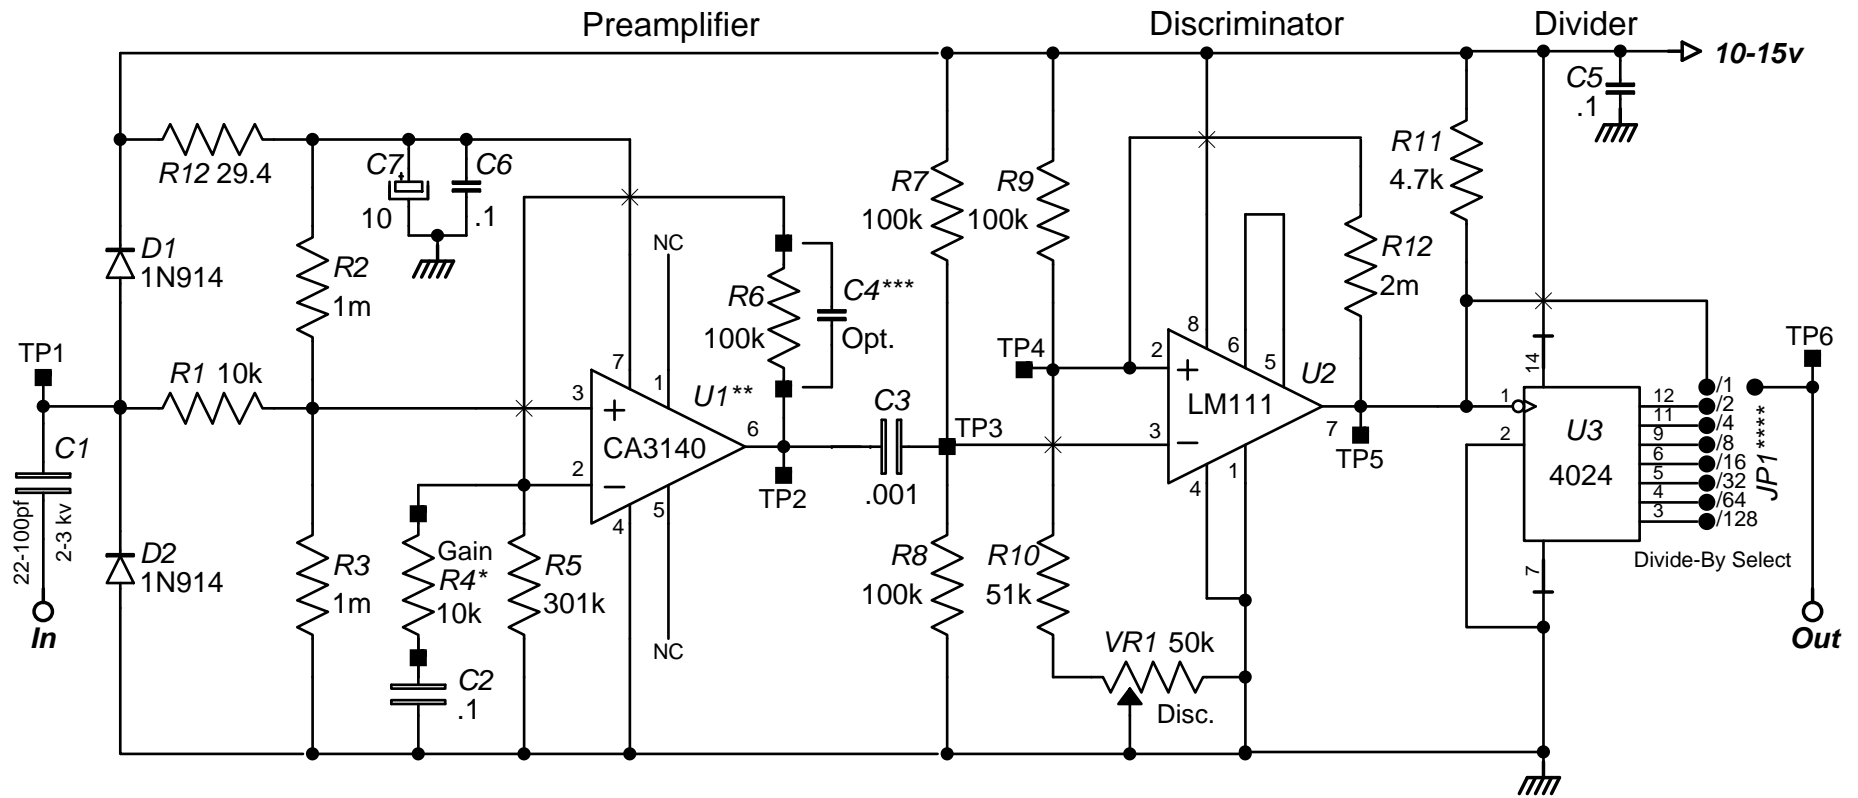 Preamplifier
Discriminator
Divider
10-15v
C5
.1
R12 29.4
C7
+
10
C6
.1
R7
100k
R9
100k
R11
4.7k
D1
1N914
R2
1m
NC
R6
100k
C4***
Opt.
R12
2m
TP1
R1 10k
7
1
3
+
U1**
CA3140
6
2
−
4
5
C3
.001
TP2
TP3
TP4
8
6
5
2
+
U2
LM111
3
−
7
4
1
TP5
14
1
2
U3
4024
12
11
9
6
5
4
3
/1
/2
/4
/8
/16
/32
/64
/128
JP1****
TP6
7
Divide-By Select
C1
22-100pf
2-3 kv
In
D2
1N914
R3
1m
Gain
R4*
10k
R5
301k
NC
C2
.1
R8
100k
R10
51k
VR1 50k
Disc.
Out